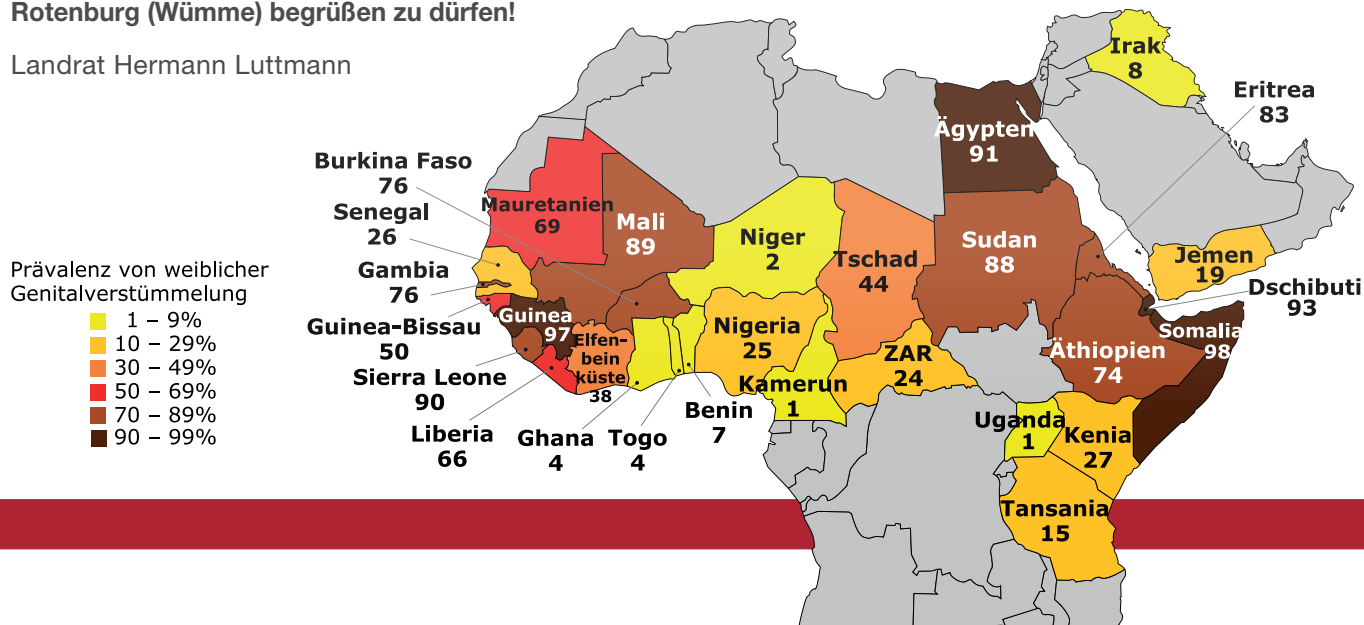 Rotenburg (Wümme) begrüßen zu dürfen!
Landrat Hermann Luttmann
Irak
8
Eritrea
83
Ägypten
91
Burkina Faso
76
Senegal
26
Mauretanien
69
Mali
89
Niger
2
Tschad
44
Sudan
88
Jemen
19
Gambia
76
Dschibuti
93
Prävalenz von weiblicher
Genitalverstümmelung
1 – 9%
10 – 29%
30 – 49%
50 – 69%
70 – 89%
90 – 99%
Guinea-Bissau
50
Guinea
97
Elfen-
bein
küste
38
Nigeria
25
ZAR
24
Äthiopien
74
Somalia
98
Sierra Leone
90
Kamerun
1
Benin
7
Liberia
66
Ghana
4
Togo
4
Uganda
1
Kenia
27
Tansania
15